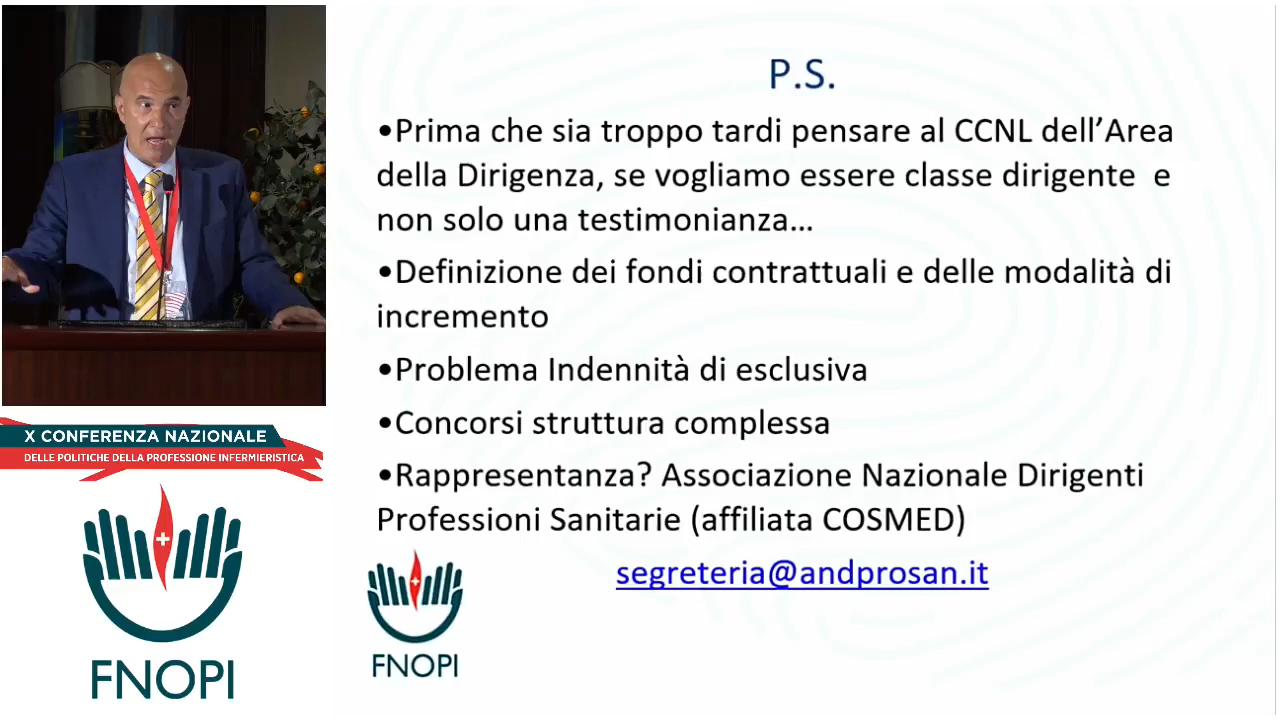 P.S.
•Prima che sia troppo tardi pensare al CCNL dell’Area
della Dirigenza, se vogliamo essere classe dirigente e
non solo una testimonianza...
•Definizione dei fondi contrattuali e delle modalità di
incremento
•Problema Indennità di esclusiva
•Concorsi struttura complessa
•Rappresentanza? Associazione Nazionale Dirigenti
Professioni Sanitarie (affiliata COSMED)
segreteria@andprosan.it
FNOPI
X CONFERENZA NAZIONALE
DELLE POLITICHE DELLA PROFESSIONE INFERMIERISTICA
FNOPI